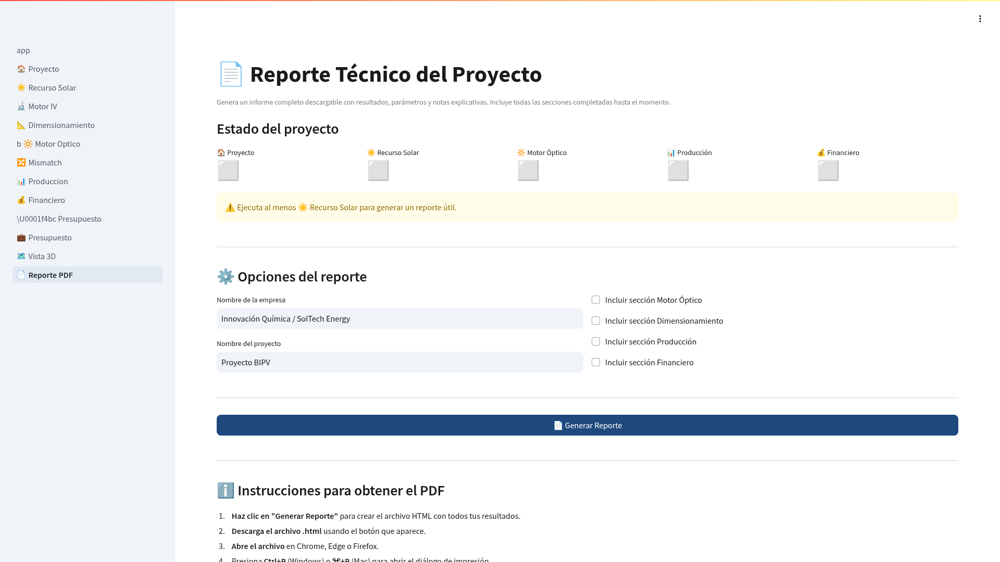 app
🏠 Proyecto
☀️ Recurso Solar
🔬 Motor IV
📐 Dimensionamiento
b 🔆 Motor Optico
🔀 Mismatch
📊 Produccion
💰 Financiero
\U0001f4bc Presupuesto
💼 Presupuesto
🗺️ Vista 3D
📄 Reporte PDF
📄 Reporte Técnico del Proyecto
Genera un informe completo descargable con resultados, parámetros y notas explicativas. Incluye todas las secciones completadas hasta el momento.
Estado del proyecto
🏠 Proyecto
☀️ Recurso Solar
🔆 Motor Óptico
📊 Producción
💰 Financiero
⚠️ Ejecuta al menos ☀️ Recurso Solar para generar un reporte útil.
⚙️ Opciones del reporte
Nombre de la empresa
Innovación Química / SolTech Energy
Nombre del proyecto
Proyecto BIPV
Incluir sección Motor Óptico
Incluir sección Dimensionamiento
Incluir sección Producción
Incluir sección Financiero
📄 Generar Reporte
ℹ️ Instrucciones para obtener el PDF
1. Haz clic en "Generar Reporte" para crear el archivo HTML con todos tus resultados.
2. Descarga el archivo .html usando el botón que aparece.
3. Abre el archivo en Chrome, Edge o Firefox.
4. Presiona Ctrl+P (Windows) o ⌘+P (Mac) para abrir el diálogo de impresión.